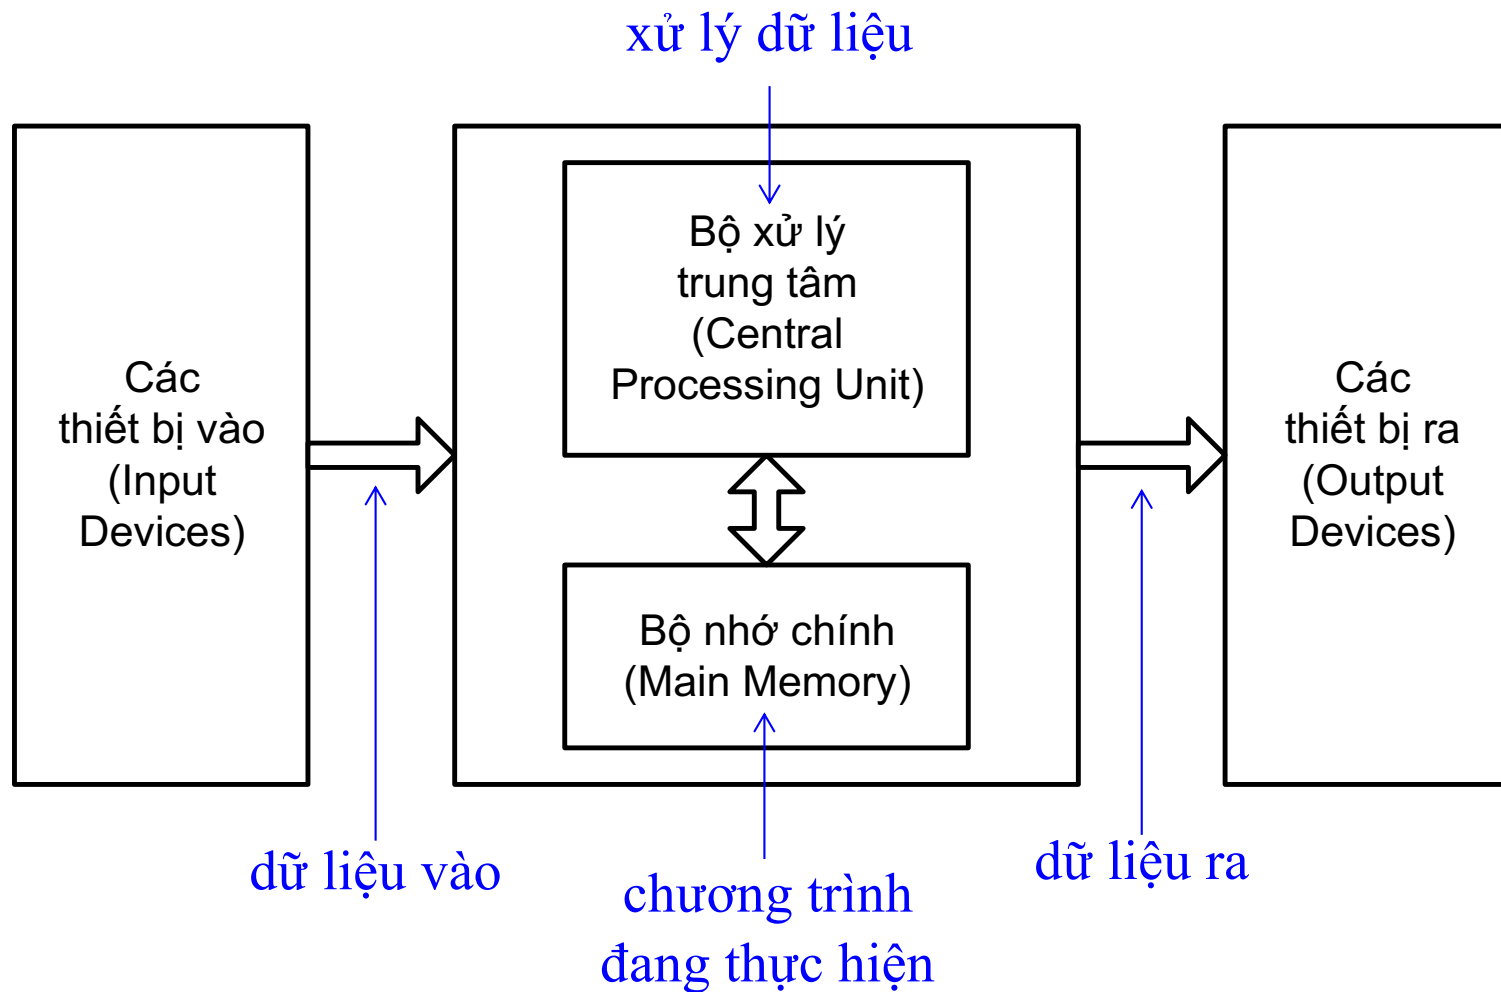 xử lý dữ liệu
Các
thiết bị vào
(Input
Devices)
Bộ xử lý
trung tâm
(Central
Processing Unit)
Bộ nhớ chính
(Main Memory)
Các
thiết bị ra
(Output
Devices)
dữ liệu vào
chương trình
đang thực hiện
dữ liệu ra